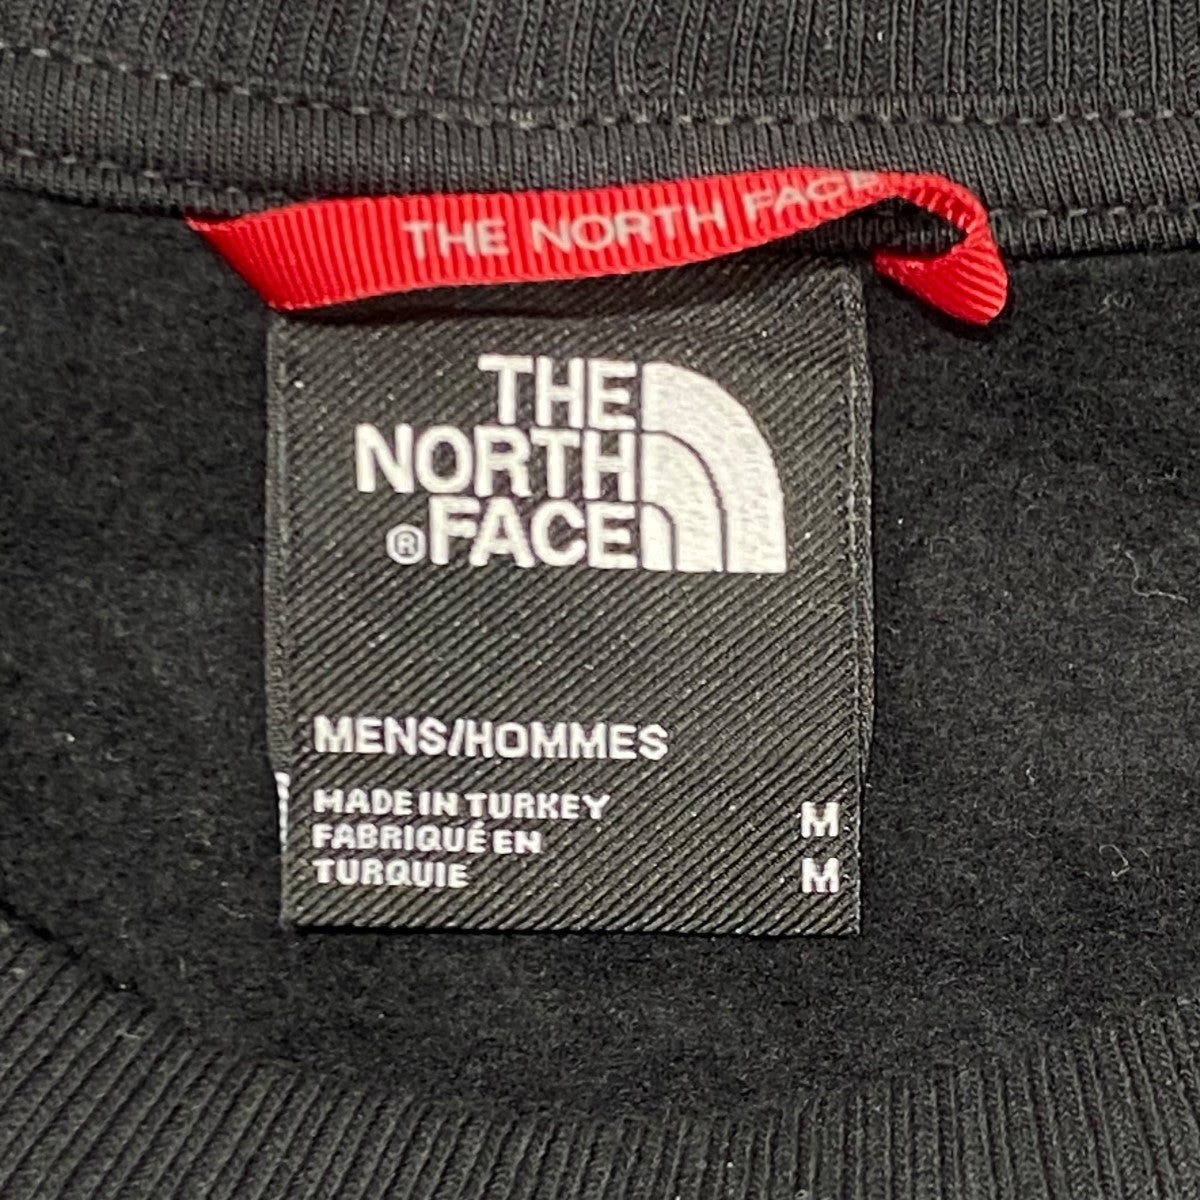 THE NORTH FACE
THE
NORTH
®FACE
MENS/HOMMES
MADE IN TURKEY M
FABRIQUÉ EN
TURQUIE M